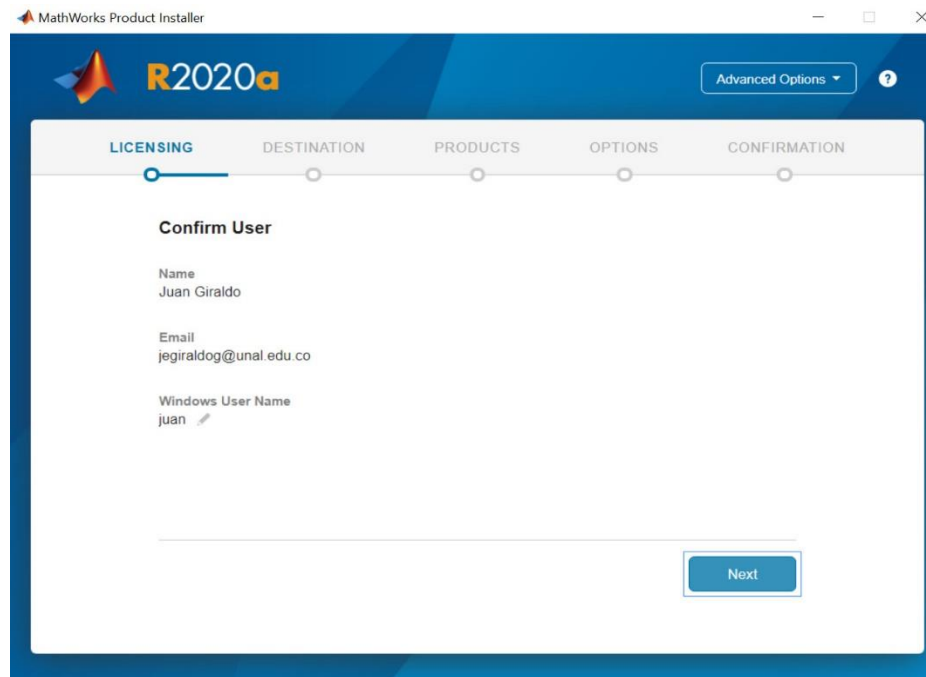 MathWorks Product Installer
R2020a
Advanced Options
?
LICENSING DESTINATION PRODUCTS OPTIONS CONFIRMATION
Confirm User
Name
Juan Giraldo
Email
jegiraldog@unal.edu.co
Windows User Name
juan
Next